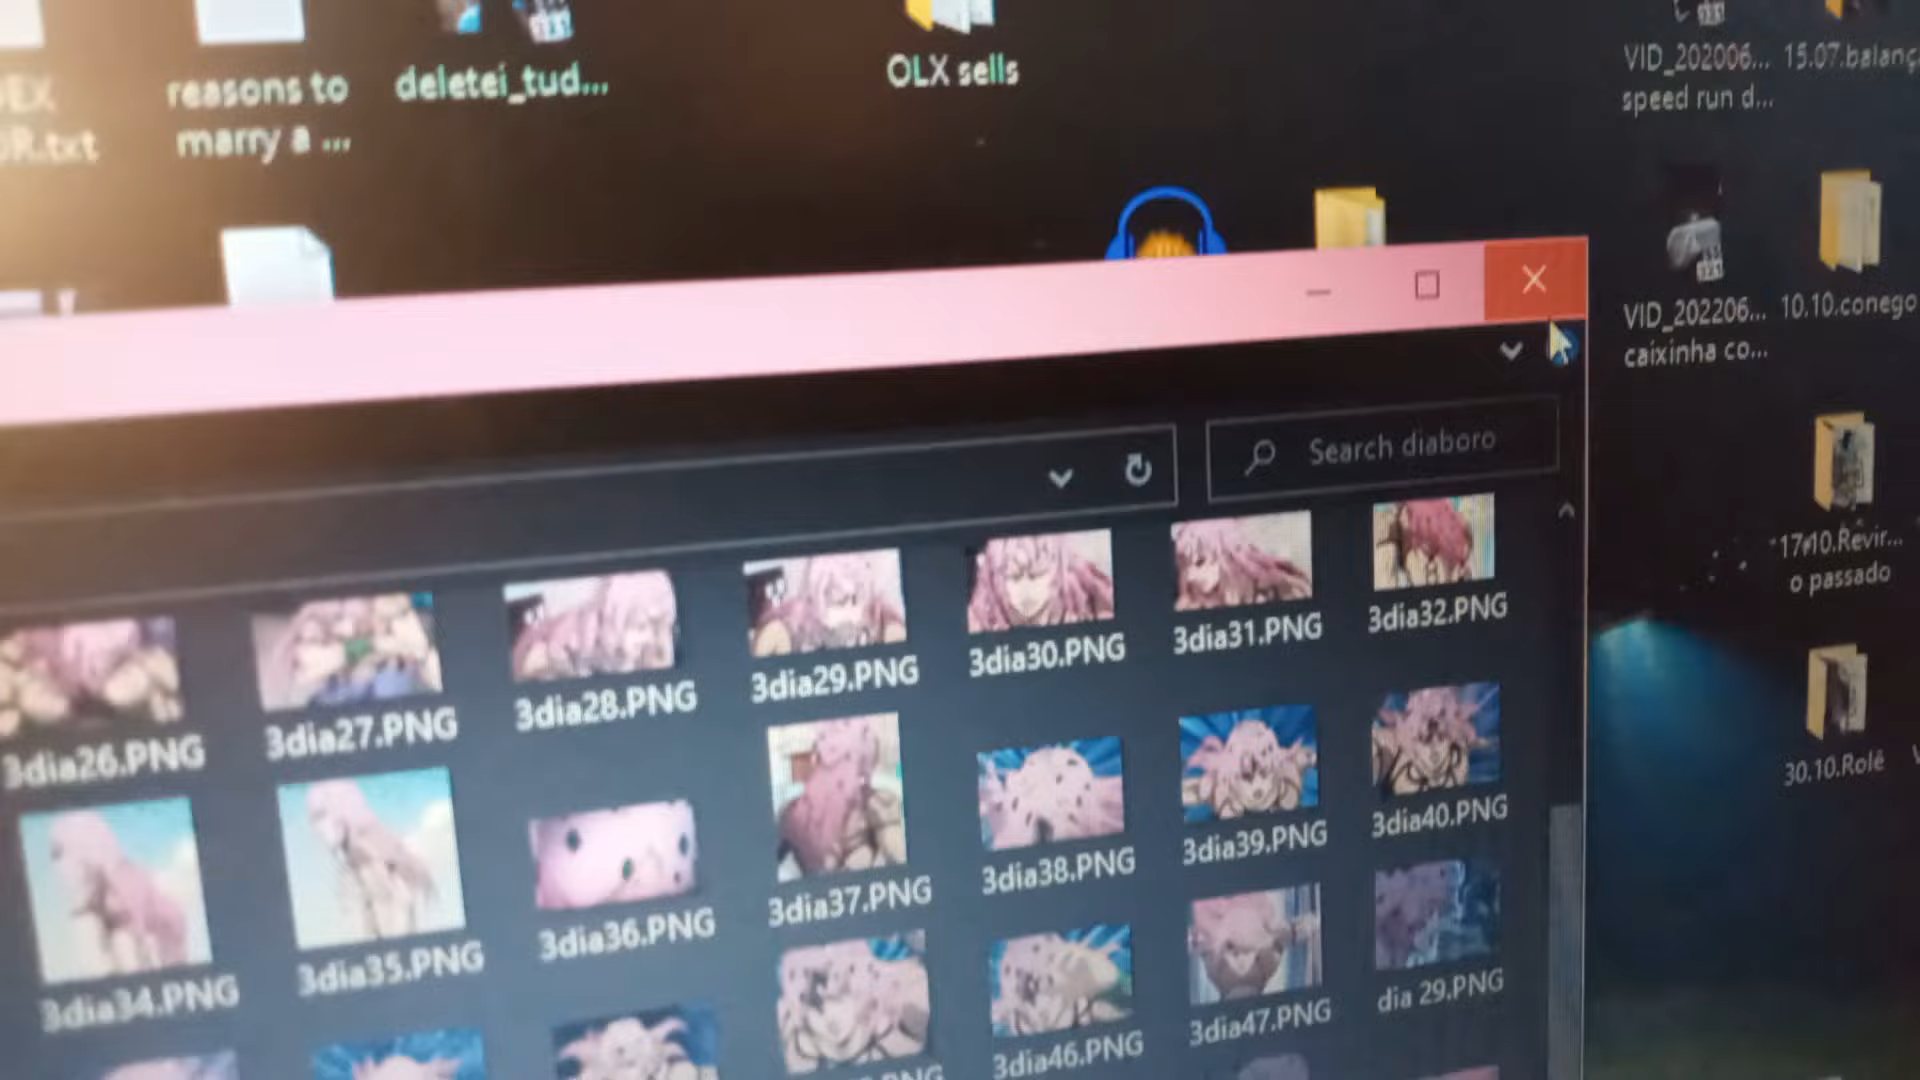 reasons to
marry a ...
deletei_tud...
OLX sells
VID_202006...
speed run d...
15.07.balanç
.txt
VID_202206...
caixinha co...
10.10.conego
17.10.Revir...
o passado
30.10.Rolê
Search diaboro
3dia26.PNG
3dia27.PNG
3dia28.PNG
3dia29.PNG
3dia30.PNG
3dia31.PNG
3dia32.PNG
3dia34.PNG
3dia35.PNG
3dia36.PNG
3dia37.PNG
3dia38.PNG
3dia39.PNG
3dia40.PNG
3dia46.PNG
3dia47.PNG
dia 29.PNG